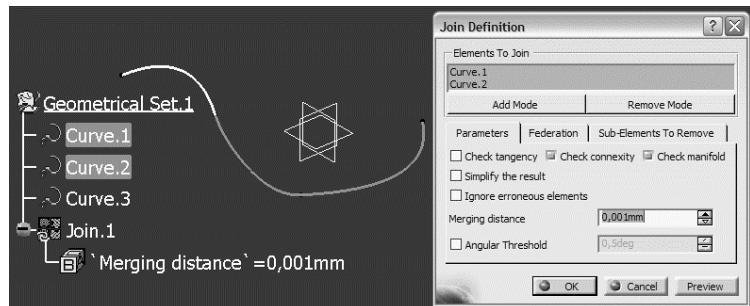 Geometrical Set.1
Curve.1
Curve.2
Curve.3
Join.1
`Merging distance`=0,001mm
Join Definition
?
Elements To Join
Curve.1
Curve.2
Add Mode
Remove Mode
Parameters
Federation
Sub-Elements To Remove
Check tangency
Check connexity
Check manifold
Simplify the result
Ignore erroneous elements
Merging distance
0,001mm
Angular Threshold
0,5deg
OK
Cancel
Preview